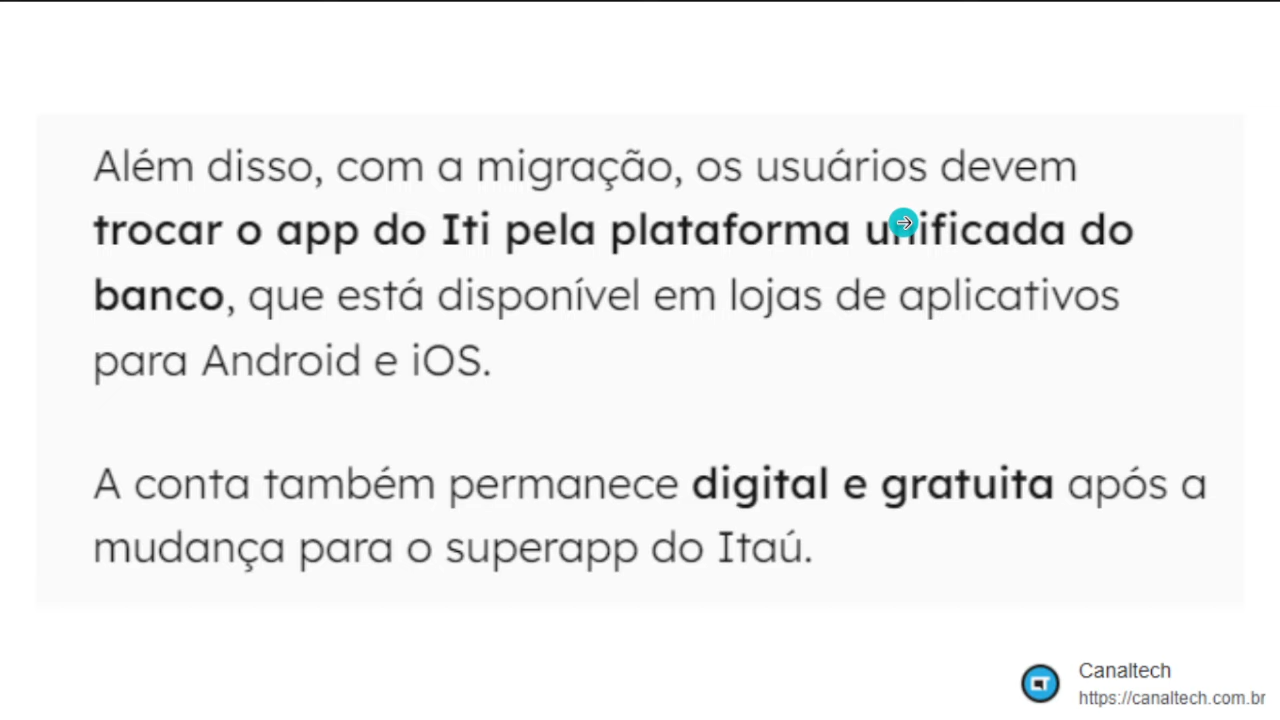 Além disso, com a migração, os usuários devem
trocar o app do Iti pela plataforma unificada do
banco, que está disponível em lojas de aplicativos
para Android e iOS.
A conta também permanece digital e gratuita após a
mudança para o superapp do Itaú.
Canaltech
https://canaltech.com.br